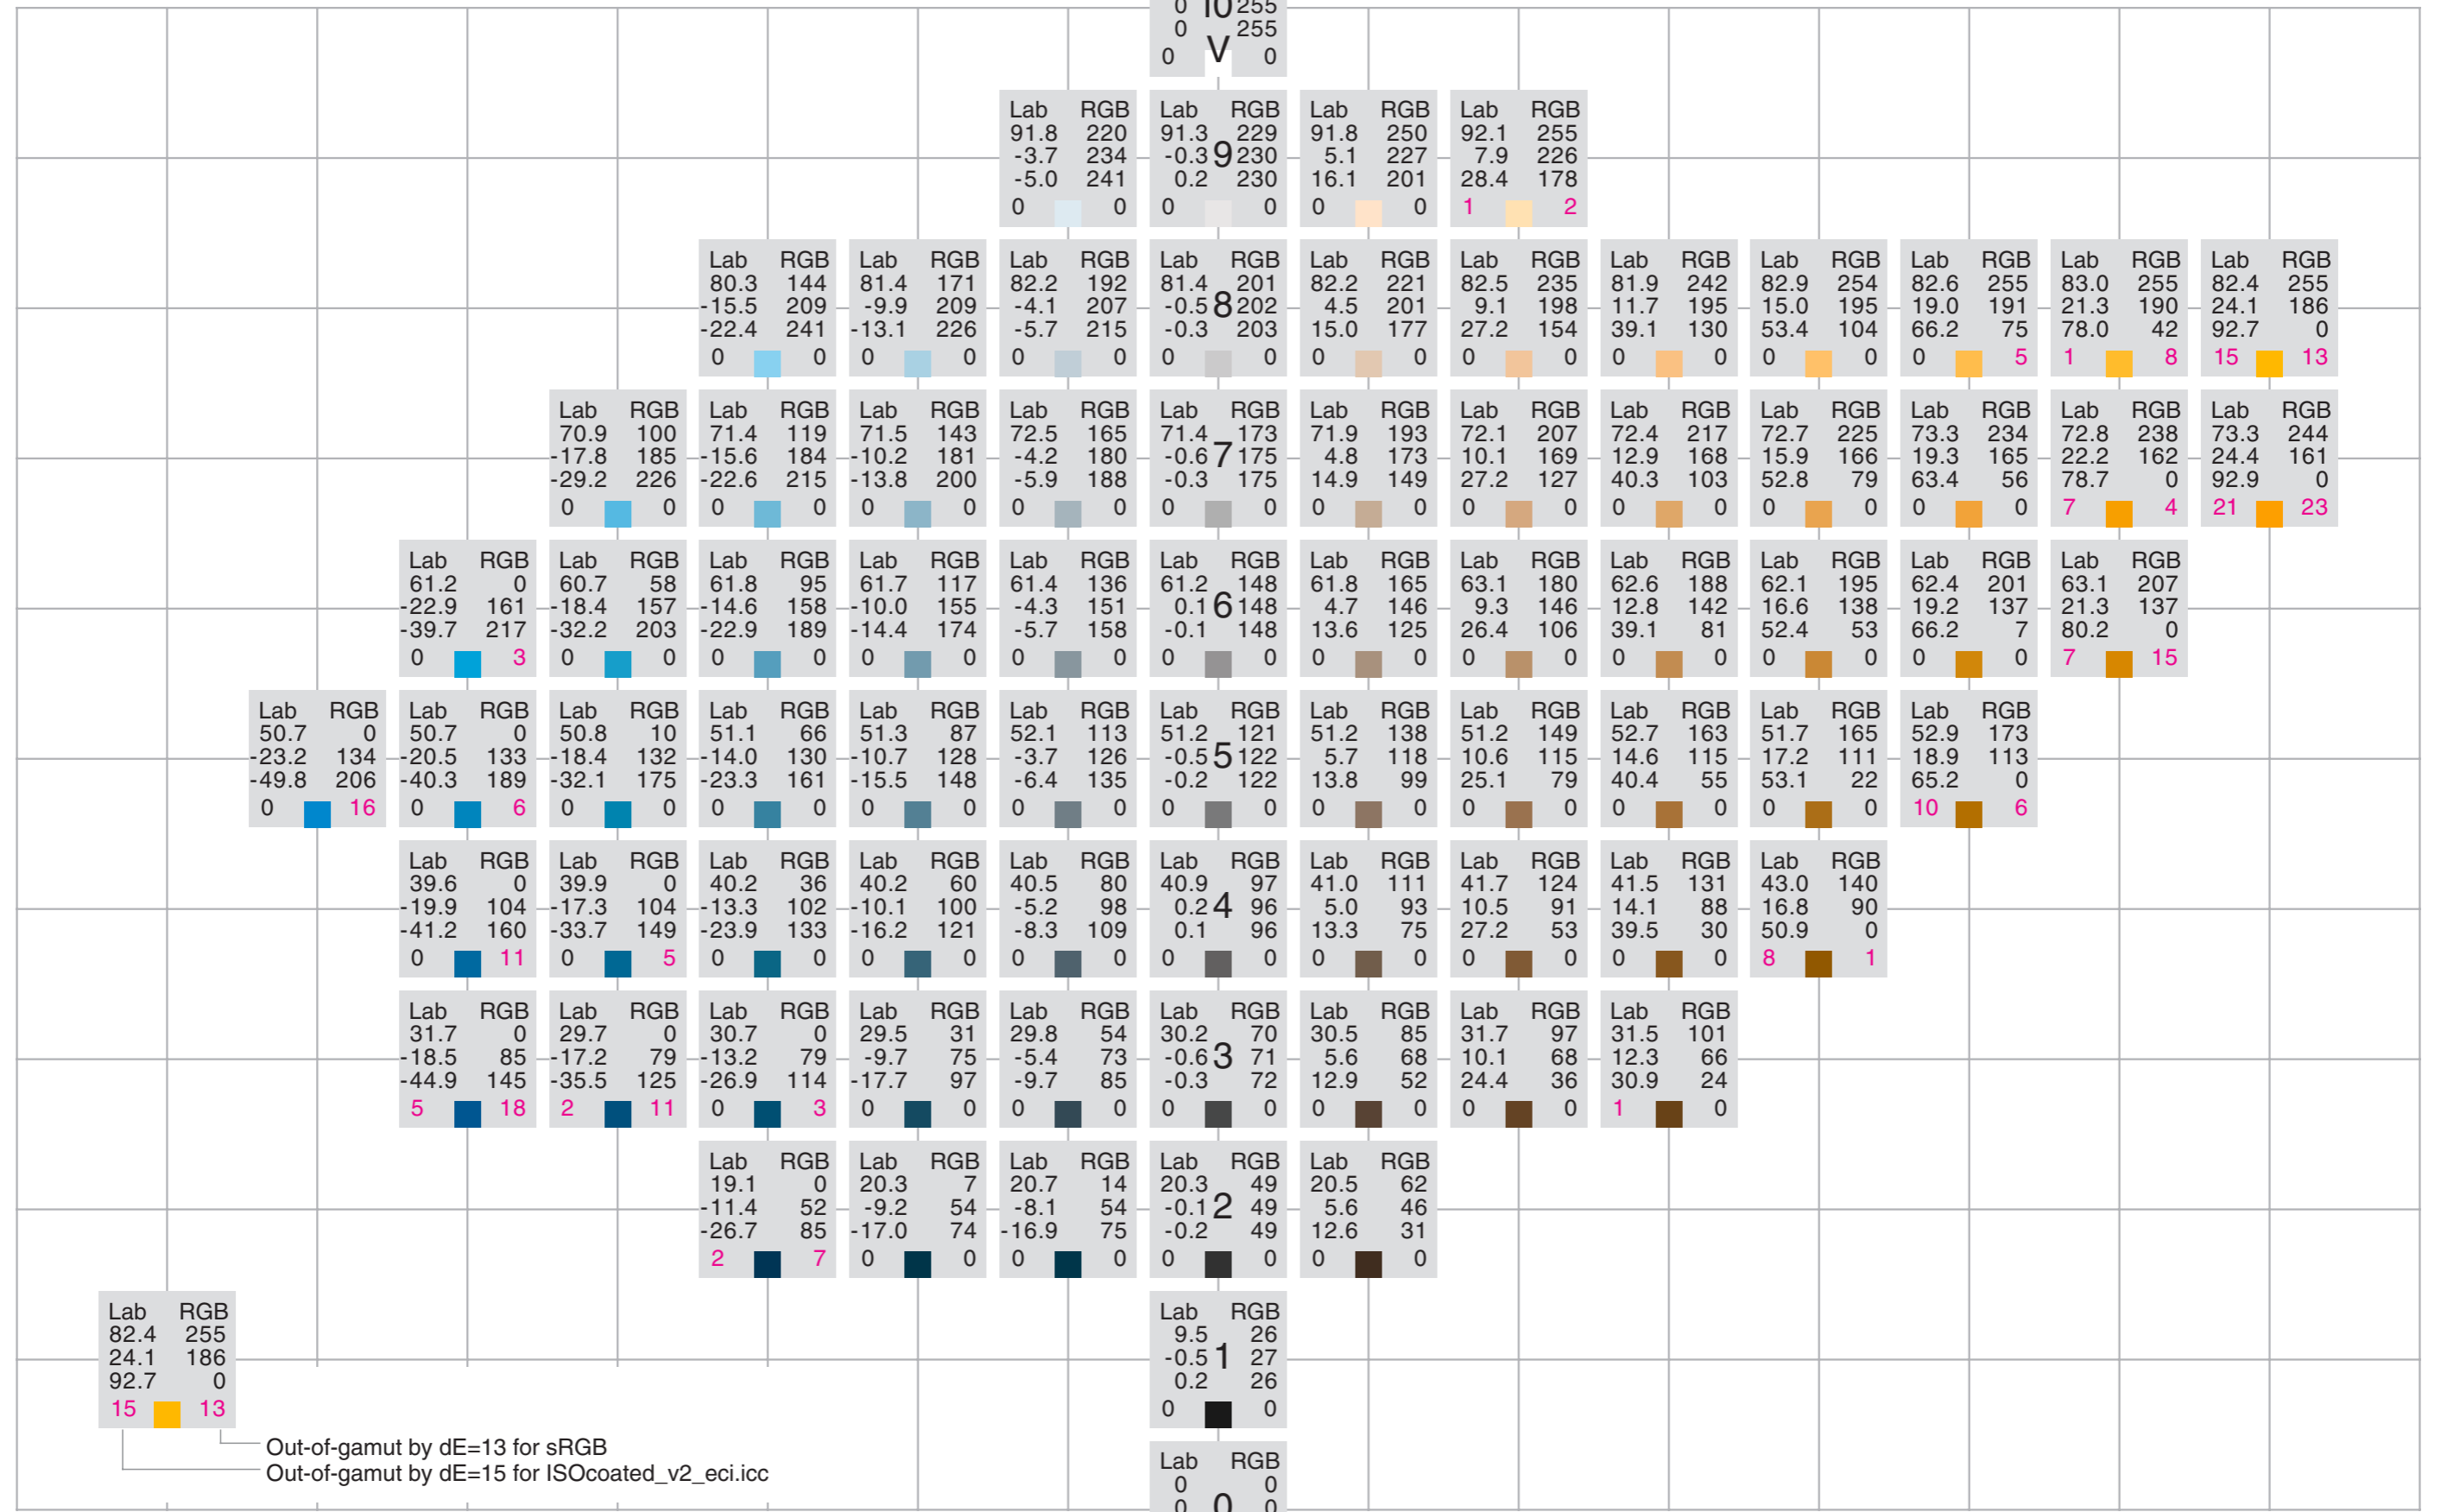 0 10 255
0 255
V
0 0
Lab RGB Lab RGB Lab RGB Lab RGB
91.8 220 91.3 229 91.8 250 92.1 255
-3.7 234 -0.3 9 230 5.1 227 7.9 226
-5.0 241 0.2 230 16.1 201 28.4 178
0 0 0 0 0 0 1 2
Lab RGB Lab RGB Lab RGB Lab RGB Lab RGB Lab RGB Lab RGB Lab RGB Lab RGB Lab RGB Lab RGB
80.3 144 81.4 171 82.2 192 81.4 201 82.2 221 82.5 235 81.9 242 82.9 254 82.6 255 83.0 255 82.4 255
-15.5 209 -9.9 209 -4.1 207 -0.5 8 202 4.5 201 9.1 198 11.7 195 15.0 195 19.0 191 21.3 190 24.1 186
-22.4 241 -13.1 226 -5.7 215 -0.3 203 15.0 177 27.2 154 39.1 130 53.4 104 66.2 75 78.0 42 92.7 0
0 0 0 0 0 0 0 0 0 0 0 0 0 0 0 0 0 5 1 8 15 13
Lab RGB Lab RGB Lab RGB Lab RGB Lab RGB Lab RGB Lab RGB Lab RGB Lab RGB Lab RGB Lab RGB Lab RGB
70.9 100 71.4 119 71.5 143 72.5 165 71.4 173 71.9 193 72.1 207 72.4 217 72.7 225 73.3 234 72.8 238 73.3 244
-17.8 185 -15.6 184 -10.2 181 -4.2 180 -0.6 7 175 4.8 173 10.1 169 12.9 168 15.9 166 19.3 165 22.2 162 24.4 161
-29.2 226 -22.6 215 -13.8 200 -5.9 188 -0.3 175 14.9 149 27.2 127 40.3 103 52.8 79 63.4 56 78.7 0 92.9 0
0 0 0 0 0 0 0 0 0 0 0 0 0 0 0 0 0 0 0 0 7 4 21 23
Lab RGB Lab RGB Lab RGB Lab RGB Lab RGB Lab RGB Lab RGB Lab RGB Lab RGB Lab RGB Lab RGB Lab RGB
61.2 0 60.7 58 61.8 95 61.7 117 61.4 136 61.2 148 61.8 165 63.1 180 62.6 188 62.1 195 62.4 201 63.1 207
-22.9 161 -18.4 157 -14.6 158 -10.0 155 -4.3 151 0.1 6 148 4.7 146 9.3 146 12.8 142 16.6 138 19.2 137 21.3 137
-39.7 217 -32.2 203 -22.9 189 -14.4 174 -5.7 158 -0.1 148 13.6 125 26.4 106 39.1 81 52.4 53 66.2 7 80.2 0
0 3 0 0 0 0 0 0 0 0 0 0 0 0 0 0 0 0 0 0 0 0 7 15
Lab RGB Lab RGB Lab RGB Lab RGB Lab RGB Lab RGB Lab RGB Lab RGB Lab RGB Lab RGB Lab RGB Lab RGB
50.7 0 50.7 0 50.8 10 51.1 66 51.3 87 52.1 113 51.2 121 51.2 138 51.2 149 52.7 163 51.7 165 52.9 173
-23.2 134 -20.5 133 -18.4 132 -14.0 130 -10.7 128 -3.7 126 -0.5 5 122 5.7 118 10.6 115 14.6 115 17.2 111 18.9 113
-49.8 206 -40.3 189 -32.1 175 -23.3 161 -15.5 148 -6.4 135 -0.2 122 13.8 99 25.1 79 40.4 55 53.1 22 65.2 0
0 16 0 6 0 0 0 0 0 0 0 0 0 0 0 0 0 0 0 0 0 0 10 6
Lab RGB Lab RGB Lab RGB Lab RGB Lab RGB Lab RGB Lab RGB Lab RGB Lab RGB Lab RGB
39.6 0 39.9 0 40.2 36 40.2 60 40.5 80 40.9 97 41.0 111 41.7 124 41.5 131 43.0 140
-19.9 104 -17.3 104 -13.3 102 -10.1 100 -5.2 98 0.2 4 96 5.0 93 10.5 91 14.1 88 16.8 90
-41.2 160 -33.7 149 -23.9 133 -16.2 121 -8.3 109 0.1 96 13.3 75 27.2 53 39.5 30 50.9 0
0 11 0 5 0 0 0 0 0 0 0 0 0 0 0 0 0 0 8 1
Lab RGB Lab RGB Lab RGB Lab RGB Lab RGB Lab RGB Lab RGB Lab RGB Lab RGB
31.7 0 29.7 0 30.7 0 29.5 31 29.8 54 30.2 70 30.5 85 31.7 97 31.5 101
-18.5 85 -17.2 79 -13.2 79 -9.7 75 -5.4 73 -0.6 3 71 5.6 68 10.1 68 12.3 66
-44.9 145 -35.5 125 -26.9 114 -17.7 97 -9.7 85 -0.3 72 12.9 52 24.4 36 30.9 24
5 18 2 11 0 3 0 0 0 0 0 0 0 0 0 0 1 0
Lab RGB Lab RGB Lab RGB Lab RGB Lab RGB
19.1 0 20.3 7 20.7 14 20.3 49 20.5 62
-11.4 52 -9.2 54 -8.1 54 -0.1 2 49 5.6 46
-26.7 85 -17.0 74 -16.9 75 -0.2 49 12.6 31
2 7 0 0 0 0 0 0 0 0
Lab RGB Lab RGB
82.4 255 9.5 26
24.1 186 -0.5 1 27
92.7 0 0.2 26
15 13 0 0
Out-of-gamut by dE=13 for sRGB
Out-of-gamut by dE=15 for ISOcoated_v2_eci.icc
Lab RGB
0 0
0 0 0